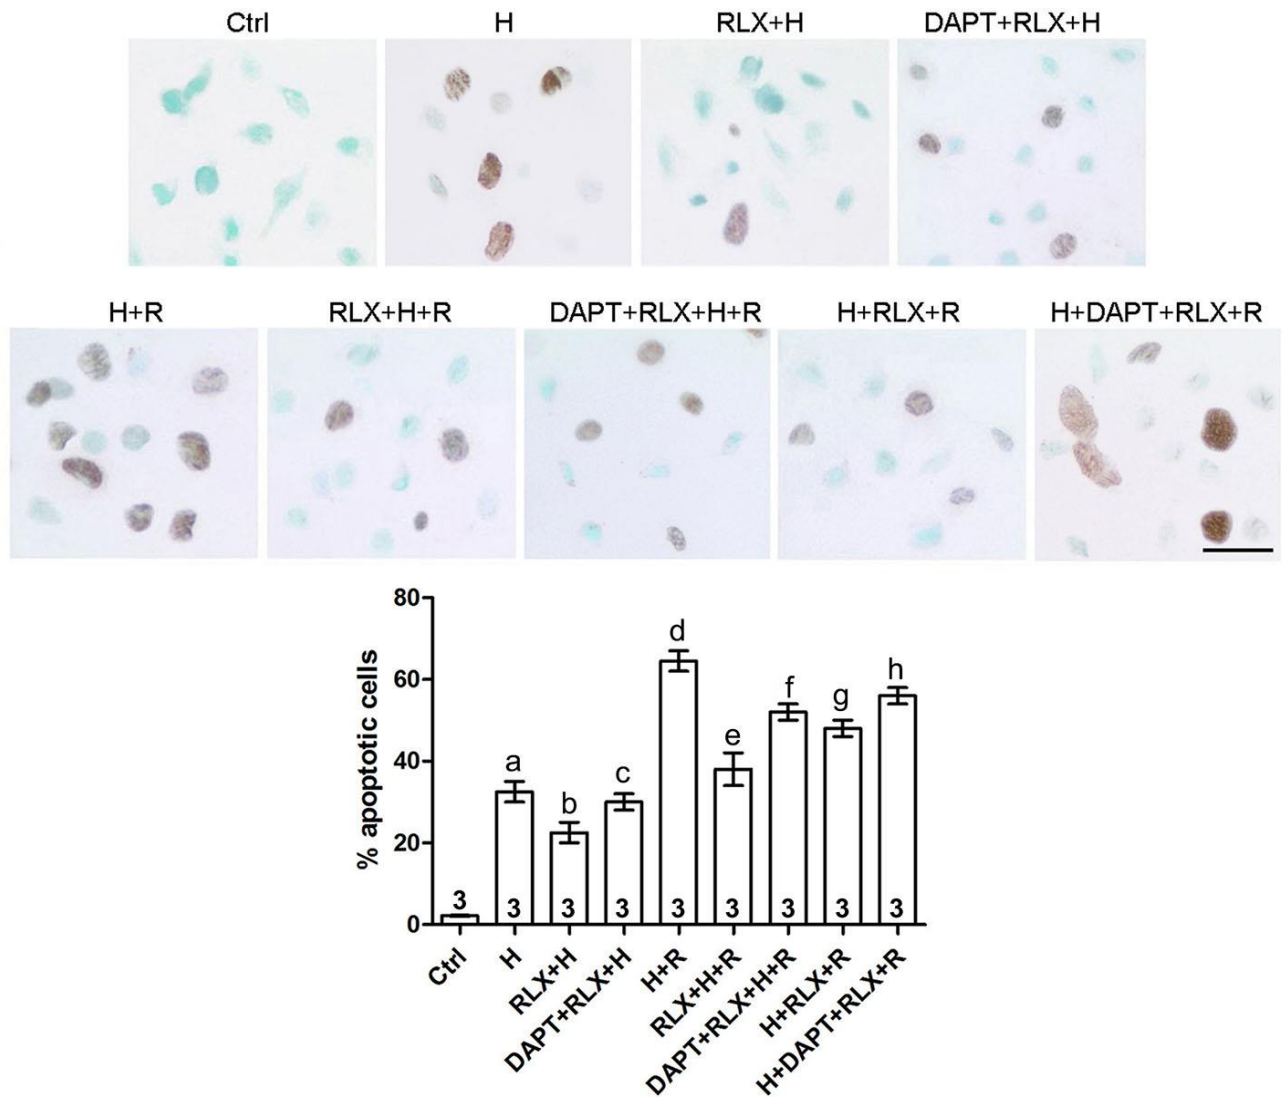 Ctrl H RLX+H DAPT+RLX+H
H+R RLX+H+R DAPT+RLX+H+R H+RLX+R H+DAPT+RLX+R
% apoptotic cells
80
60
40
20
0
a
b
c
d
e
f
g
h
3 3 3 3 3 3 3 3 3
Ctrl
H
RLX+H
DAPT+RLX+H
H+R
RLX+H+R
DAPT+RLX+H+R
H+RLX+R
H+DAPT+RLX+R